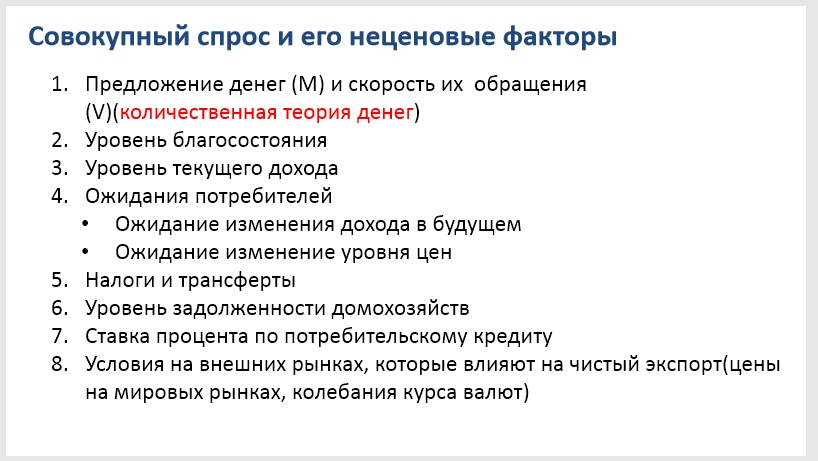 Совокупный спрос и его неценовые факторы
1. Предложение денег (M) и скорость их обращения
(V)(количественная теория денег)
2. Уровень благосостояния
3. Уровень текущего дохода
4. Ожидания потребителей
• Ожидание изменения дохода в будущем
• Ожидание изменение уровня цен
5. Налоги и трансферты
6. Уровень задолженности домохозяйств
7. Ставка процента по потребительскому кредиту
8. Условия на внешних рынках, которые влияют на чистый экспорт(цены
на мировых рынках, колебания курса валют)